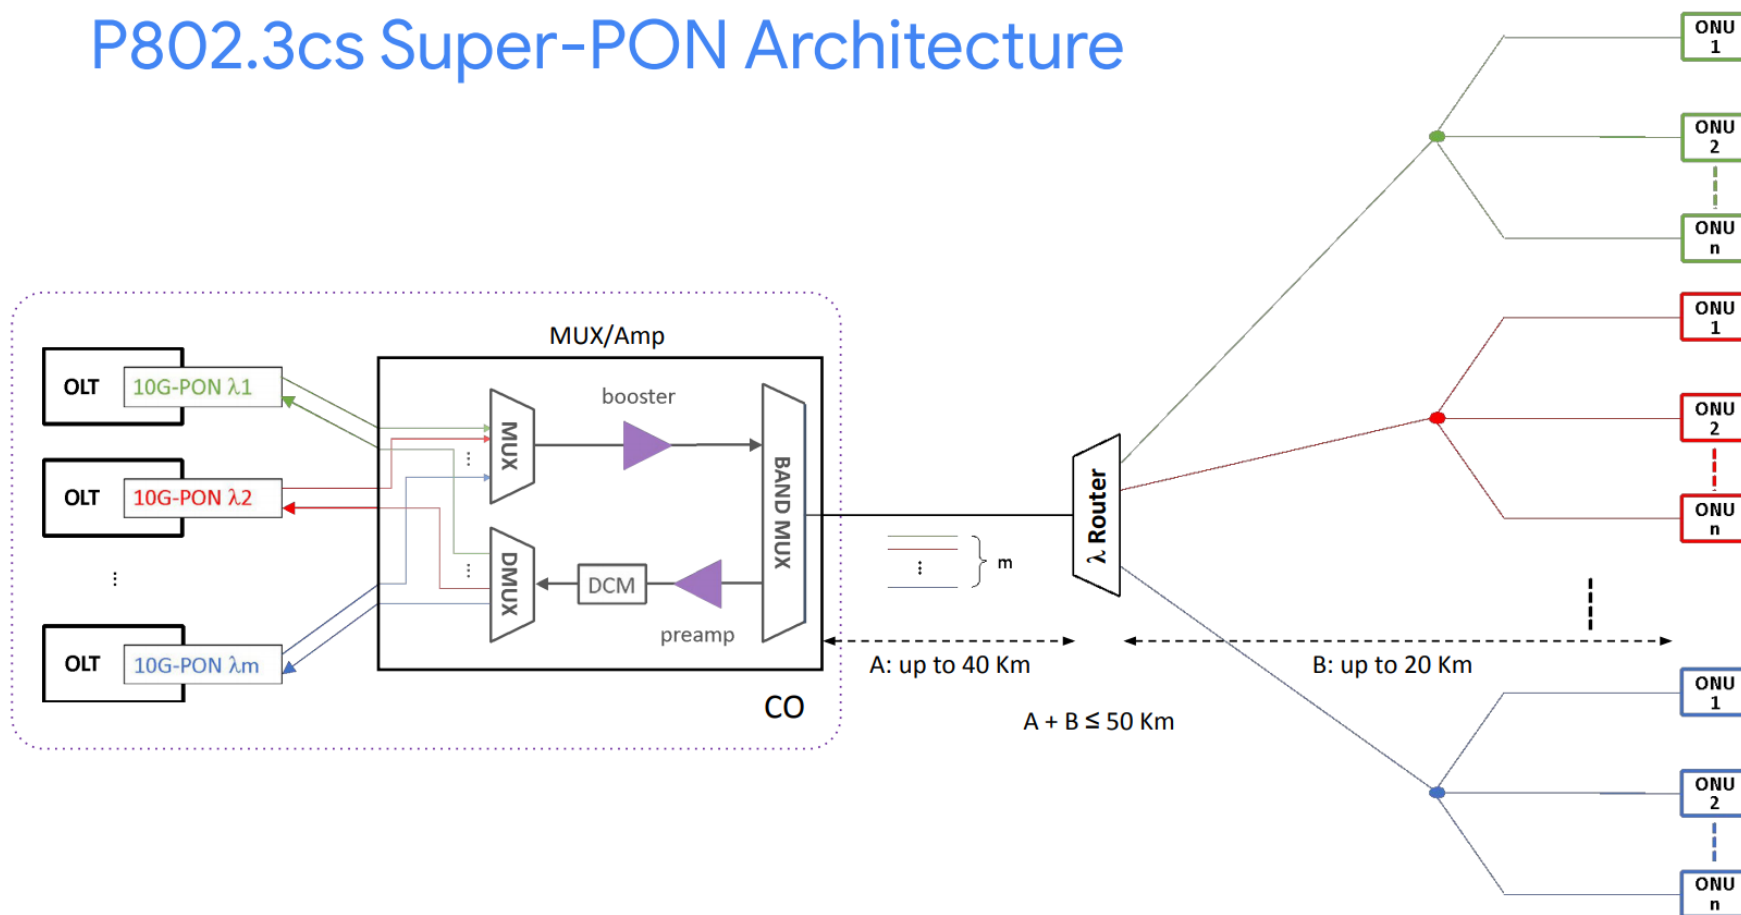 P802.3cs Super-PON Architecture
ONU
1
ONU
2
ONU
n
ONU
1
ONU
2
ONU
n
MUX/Amp
OLT
10G-PON λ1
booster
MUX
⋮
BAND MUX
OLT
10G-PON λ2
λ Router
DMUX
⋮
DCM
preamp
⋮
⋮
m
OLT
10G-PON λm
A: up to 40 Km
B: up to 20 Km
CO
A + B ≤ 50 Km
ONU
1
ONU
2
ONU
n